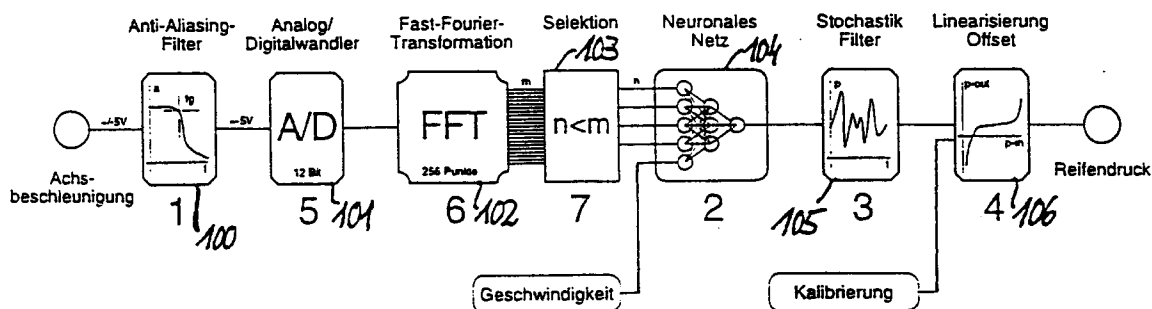 Anti-Aliasing-
Filter
Analog/
Digitalwandler
Fast-Fourier-
Transformation
Selektion
103
Neuronales
Netz
104
Stochastik
Filter
Linearisierung
Offset
a
fg
f
+/-5V
+/-5V
A/D
12 Bit
FFT
256 Punkte
m
n<m
n
p
t
p-out
p-in
Achs-
beschleunigung
Reifendruck
1
100
5
101
6
102
7
2
105
3
4
106
Geschwindigkeit
Kalibrierung